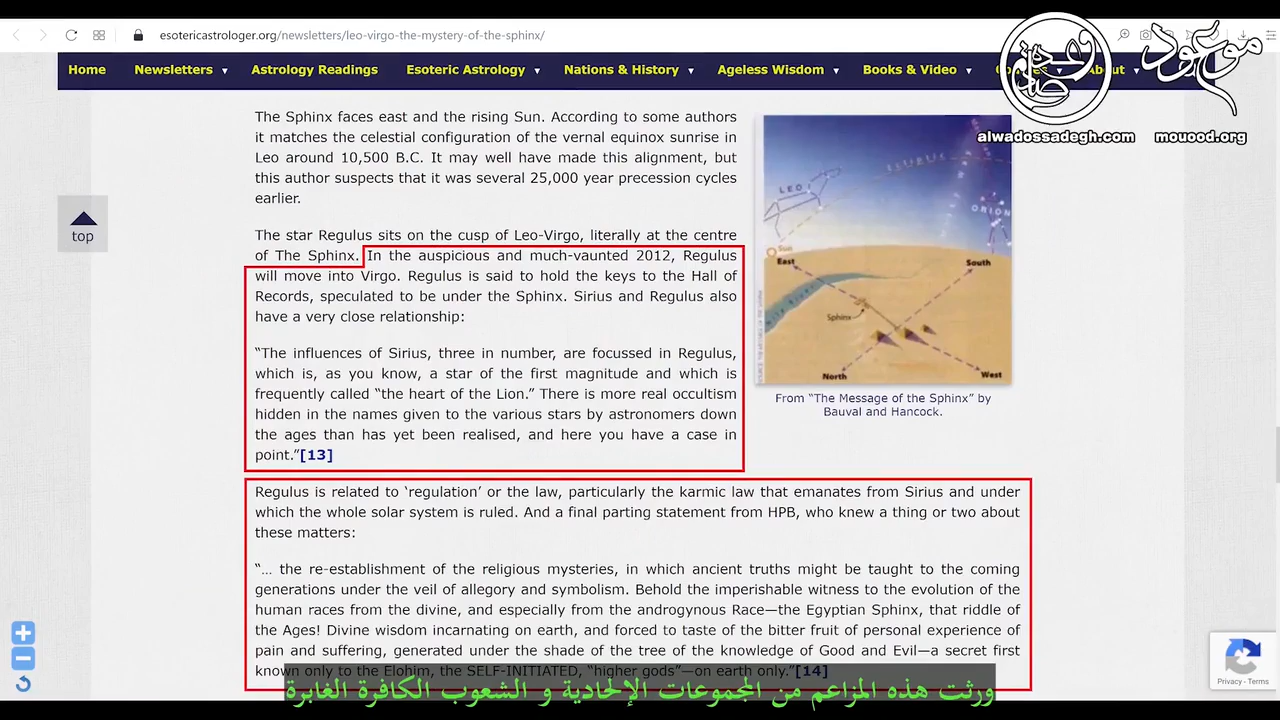 esotericastrologer.org/newsletters/leo-virgo-the-mystery-of-the-sphinx/
Home Newsletters Astrology Readings Esoteric Astrology Nations & History Ageless Wisdom Books & Video About
وعد صادق
موعود
alwadossadegh.com mouood.org
The Sphinx faces east and the rising Sun. According to some authors
it matches the celestial configuration of the vernal equinox sunrise in
Leo around 10,500 B.C. It may well have made this alignment, but
this author suspects that it was several 25,000 year precession cycles
earlier.
The star Regulus sits on the cusp of Leo-Virgo, literally at the centre
of The Sphinx. In the auspicious and much-vaunted 2012, Regulus
will move into Virgo. Regulus is said to hold the keys to the Hall of
Records, speculated to be under the Sphinx. Sirius and Regulus also
have a very close relationship:
“The influences of Sirius, three in number, are focussed in Regulus,
which is, as you know, a star of the first magnitude and which is
frequently called “the heart of the Lion.” There is more real occultism
hidden in the names given to the various stars by astronomers down
the ages than has yet been realised, and here you have a case in
point.”[13]
LEO
ECLIPTIC
ORION
Sun
East
South
Sphinx
North
West
From “The Message of the Sphinx” by
Bauval and Hancock.
top
Regulus is related to ‘regulation’ or the law, particularly the karmic law that emanates from Sirius and under
which the whole solar system is ruled. And a final parting statement from HPB, who knew a thing or two about
these matters:
“… the re-establishment of the religious mysteries, in which ancient truths might be taught to the coming
generations under the veil of allegory and symbolism. Behold the imperishable witness to the evolution of the
human races from the divine, and especially from the androgynous Race—the Egyptian Sphinx, that riddle of
the Ages! Divine wisdom incarnating on earth, and forced to taste of the bitter fruit of personal experience of
pain and suffering, generated under the shade of the tree of the knowledge of Good and Evil—a secret first
known only to the Elohim, the SELF-INITIATED, “higher gods”—on earth only.”[14]
ورثت هذه المزاعم من المجموعات الإلحادية و الشعوب الكافرة الغابرة
Privacy - Terms